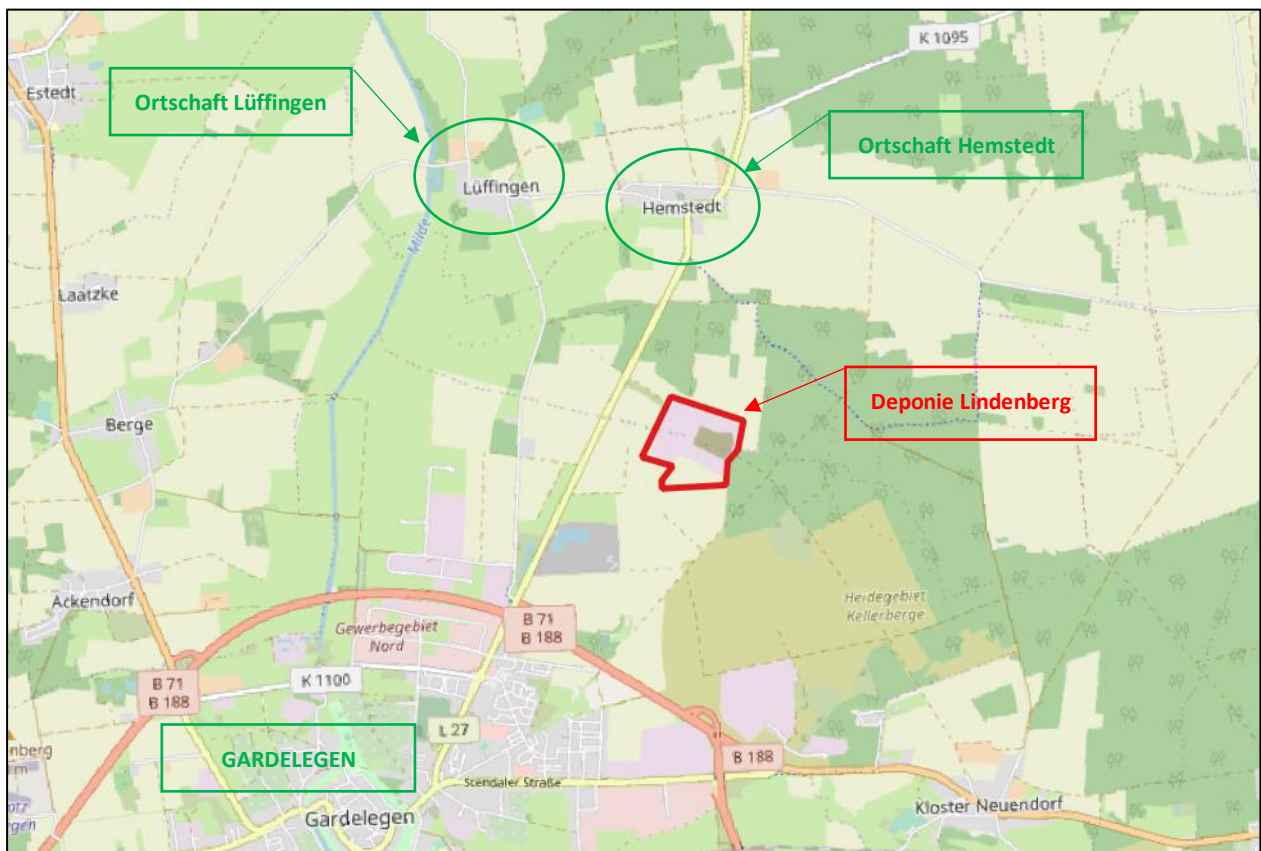 K 1095
Estedt
Ortschaft Lüffingen
Ortschaft Hemstedt
Lüffingen
Hemstedt
Milde
Laatzke
Deponie Lindenberg
Berge
Ackendorf
Heidegebiet
Kellerberge
B 71
B 188
Gewerbegebiet
Nord
K 1100
B 71
B 188
L 27
GARDELEGEN
B 188
Stendaler Straße
Kloster Neuendorf
Gardelegen